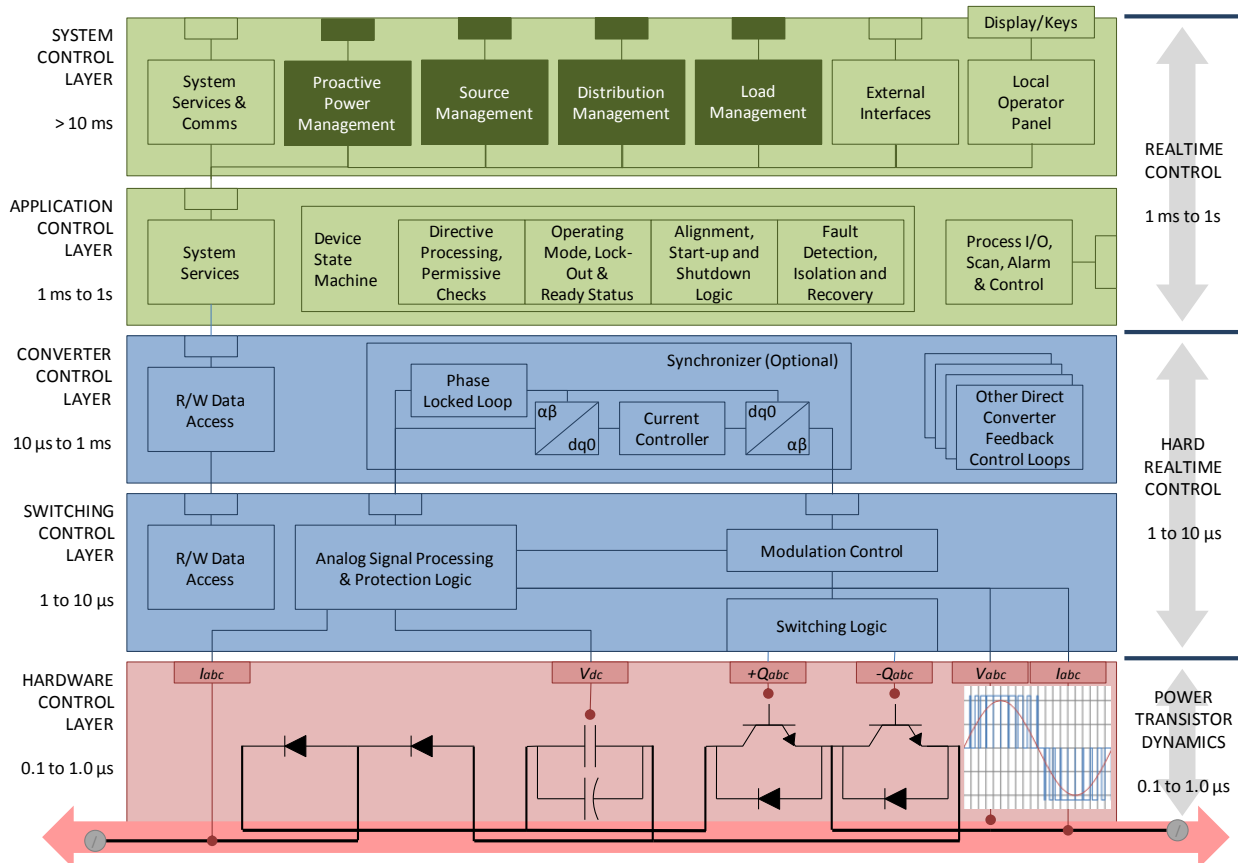 SYSTEM
CONTROL
LAYER
> 10 ms
System
Services &
Comms
Proactive
Power
Management
Source
Management
Distribution
Management
Load
Management
External
Interfaces
Display/Keys
Local
Operator
Panel
REALTIME
CONTROL
1 ms to 1s
APPLICATION
CONTROL
LAYER
1 ms to 1s
System
Services
Device
State
Machine
Directive
Processing,
Permissive
Checks
Operating
Mode, Lock-
Out &
Ready Status
Alignment,
Start-up and
Shutdown
Logic
Fault
Detection,
Isolation and
Recovery
Process I/O,
Scan, Alarm
& Control
CONVERTER
CONTROL
LAYER
10 µs to 1 ms
R/W Data
Access
Synchronizer (Optional)
Phase
Locked Loop
αβ
dq0
Current
Controller
dq0
αβ
Other Direct
Converter
Feedback
Control Loops
HARD
REALTIME
CONTROL
1 to 10 µs
SWITCHING
CONTROL
LAYER
1 to 10 µs
R/W Data
Access
Analog Signal Processing
& Protection Logic
Modulation Control
Switching Logic
HARDWARE
CONTROL
LAYER
0.1 to 1.0 µs
Iabc
Vdc
+Qabc
-Qabc
Vabc
Iabc
POWER
TRANSISTOR
DYNAMICS
0.1 to 1.0 µs
/
/